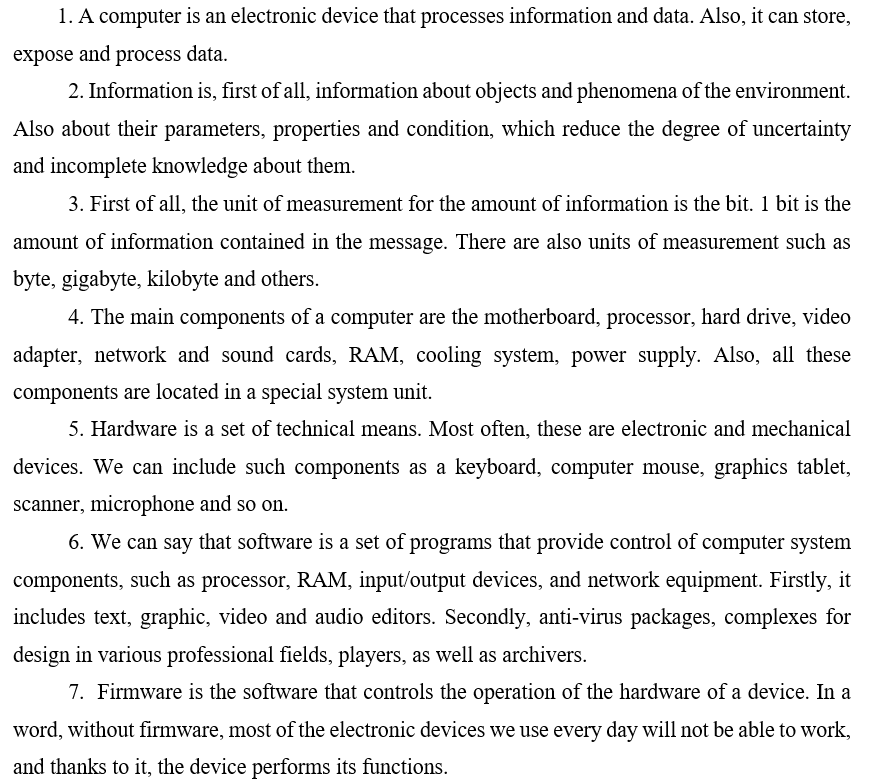 1. A computer is an electronic device that processes information and data. Also, it can store,
expose and process data.
2. Information is, first of all, information about objects and phenomena of the environment.
Also about their parameters, properties and condition, which reduce the degree of uncertainty
and incomplete knowledge about them.
3. First of all, the unit of measurement for the amount of information is the bit. 1 bit is the
amount of information contained in the message. There are also units of measurement such as
byte, gigabyte, kilobyte and others.
4. The main components of a computer are the motherboard, processor, hard drive, video
adapter, network and sound cards, RAM, cooling system, power supply. Also, all these
components are located in a special system unit.
5. Hardware is a set of technical means. Most often, these are electronic and mechanical
devices. We can include such components as a keyboard, computer mouse, graphics tablet,
scanner, microphone and so on.
6. We can say that software is a set of programs that provide control of computer system
components, such as processor, RAM, input/output devices, and network equipment. Firstly, it
includes text, graphic, video and audio editors. Secondly, anti-virus packages, complexes for
design in various professional fields, players, as well as archivers.
7. Firmware is the software that controls the operation of the hardware of a device. In a
word, without firmware, most of the electronic devices we use every day will not be able to work,
and thanks to it, the device performs its functions.